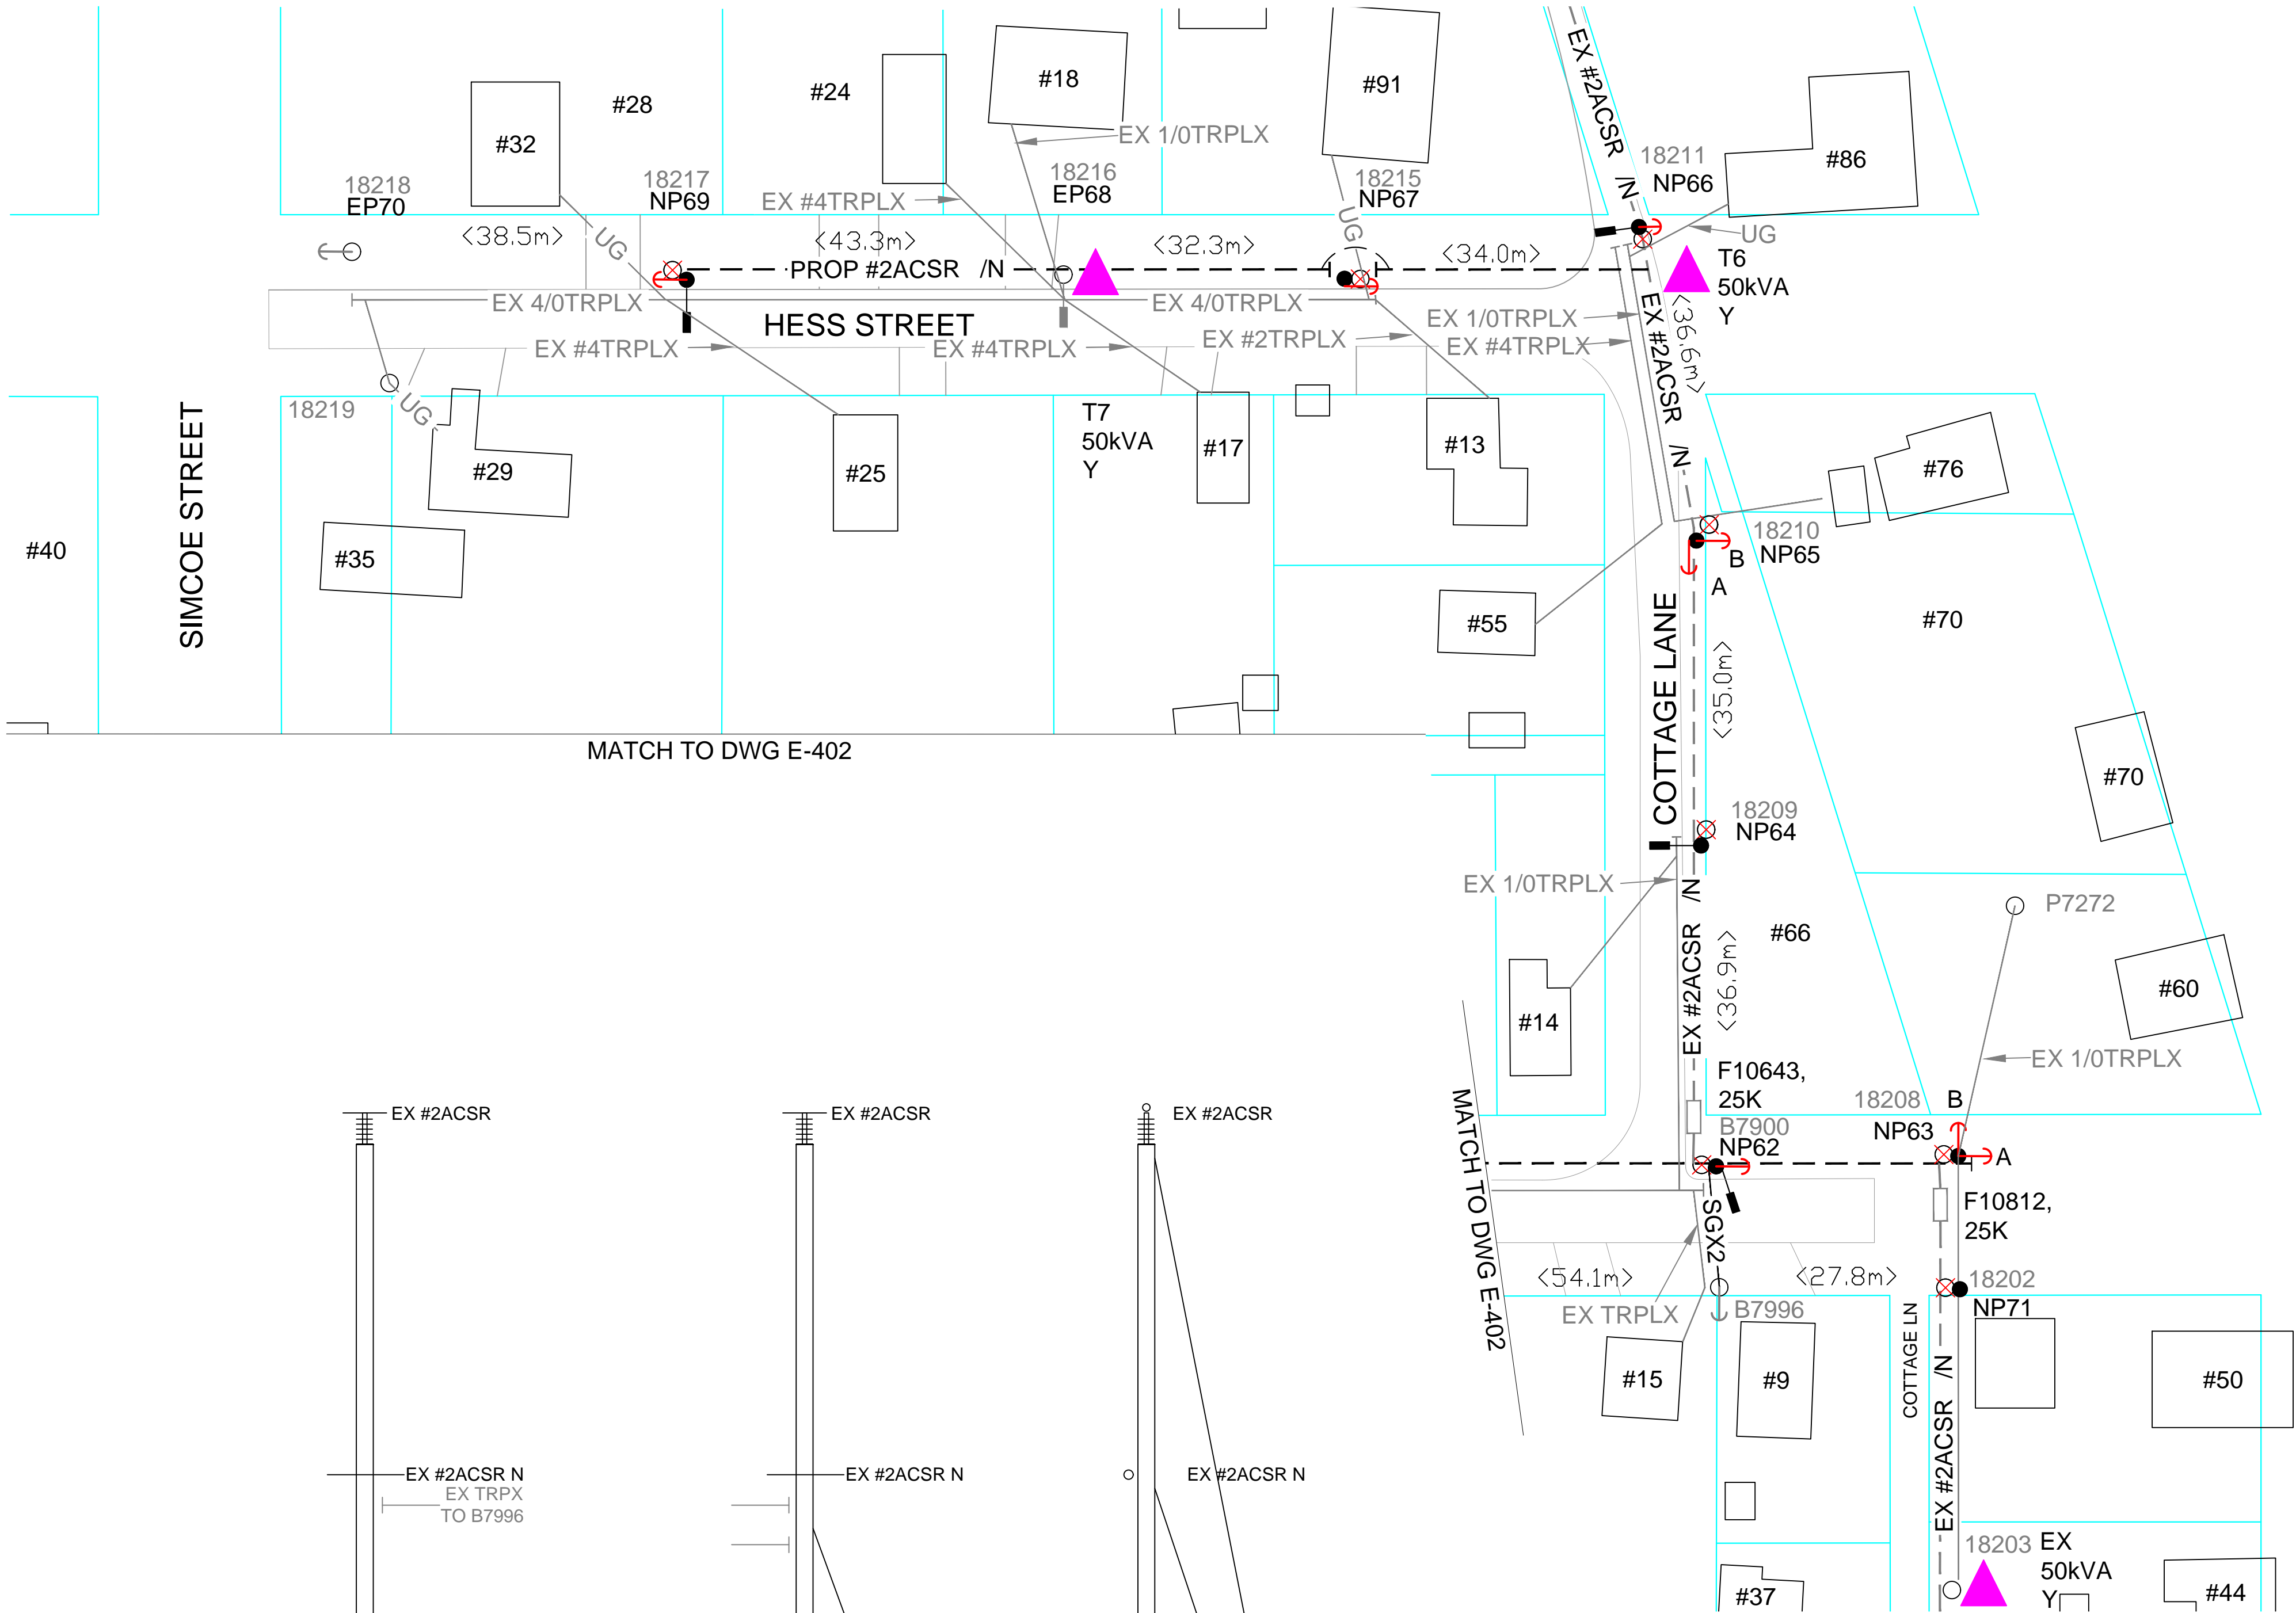 #18
#91
EX #2ACSR /N
#28
#24
#32
EX 1/0TRPLX
18211
NP66
#86
18218
EP70
18217
NP69
EX #4TRPLX
18216
EP68
18215
NP67
UG
UG
UG
<38.5m>
<43.3m>
<32.3m>
<34.0m>
PROP #2ACSR /N
T6
50kVA
Y
EX 4/0TRPLX
EX 4/0TRPLX
HESS STREET
EX 1/0TRPLX
EX #2TRPLX
EX #4TRPLX
EX #4TRPLX
EX #4TRPLX
EX #2ACSR /N
<36.6m>
18219
UG
T7
50kVA
Y
SIMCOE STREET
#29
#25
#17
#13
#76
#40
#35
18210
NP65
B
A
#55
#70
COTTAGE LANE
<35.0m>
MATCH TO DWG E-402
#70
18209
NP64
EX 1/0TRPLX
P7272
#66
EX #2ACSR /N
<36.9m>
#14
#60
EX 1/0TRPLX
F10643,
25K
B7900
NP62
18208
B
NP63
A
MATCH TO DWG E-402
F10812,
25K
SGX2
<54.1m>
<27.8m>
18202
NP71
EX TRPLX
B7996
COTTAGE LN
EX #2ACSR /N
#15
#9
#50
18203
EX
50kVA
Y
#37
#44
EX #2ACSR
EX #2ACSR
EX #2ACSR
EX #2ACSR N
EX TRPX
TO B7996
EX #2ACSR N
EX #2ACSR N